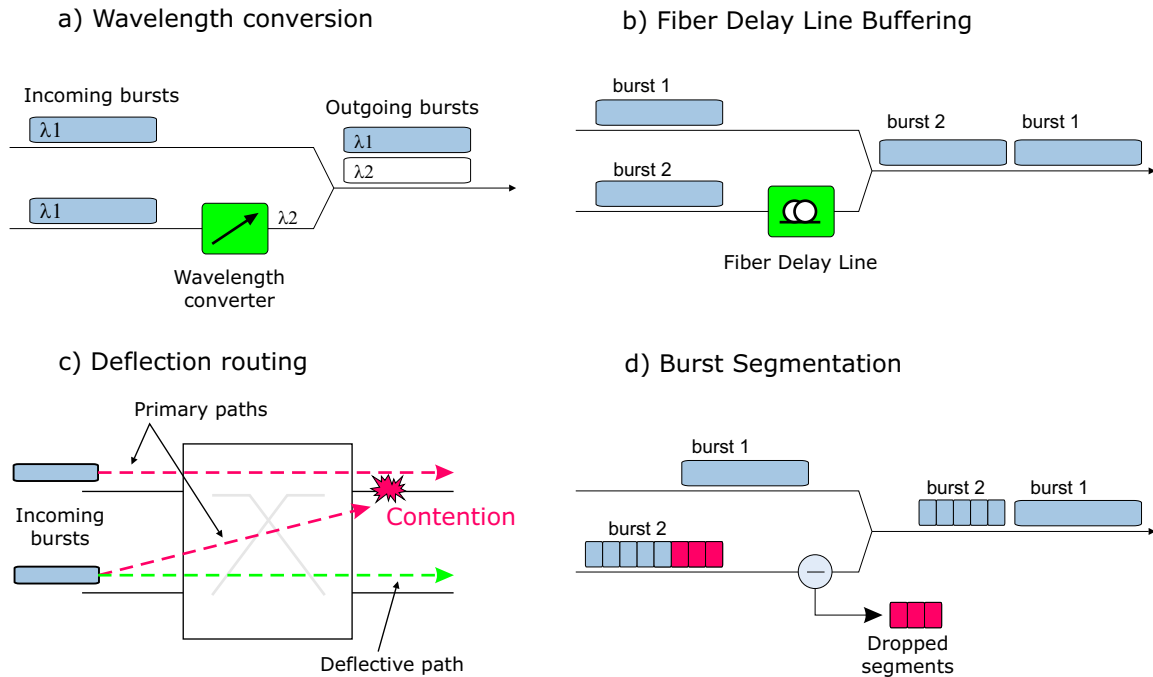 a) Wavelength conversion
Incoming bursts
λ1
λ1
λ2
Wavelength
converter
Outgoing bursts
λ1
λ2
b) Fiber Delay Line Buffering
burst 1
burst 2
Fiber Delay Line
burst 2
burst 1
c) Deflection routing
Primary paths
Incoming
bursts
Contention
Deflective path
d) Burst Segmentation
burst 1
burst 2
burst 2
burst 1
Dropped
segments